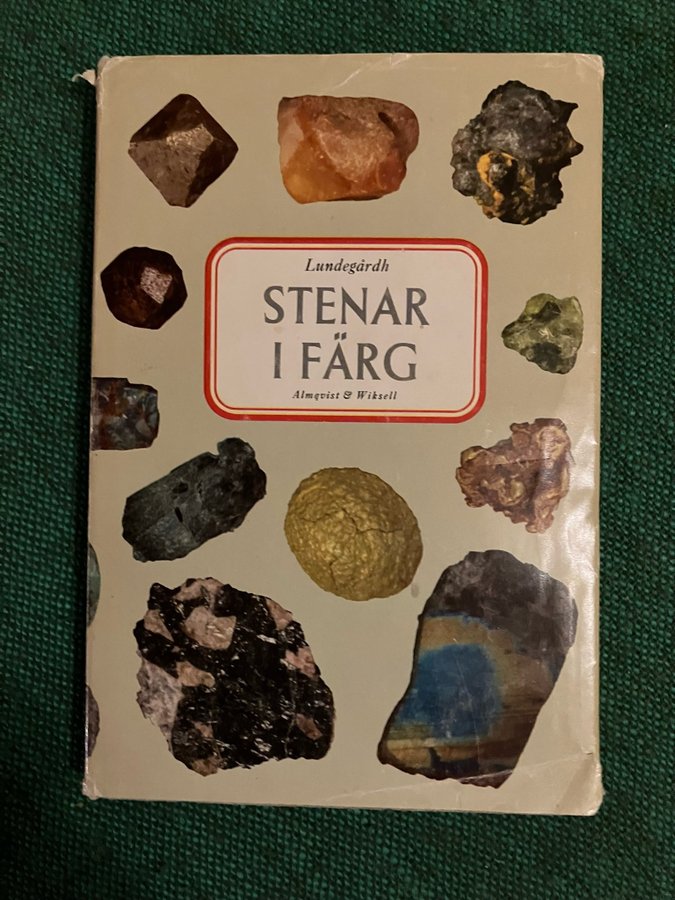 Lundegårdh
STENAR
I FÄRG
Almqvist & Wiksell